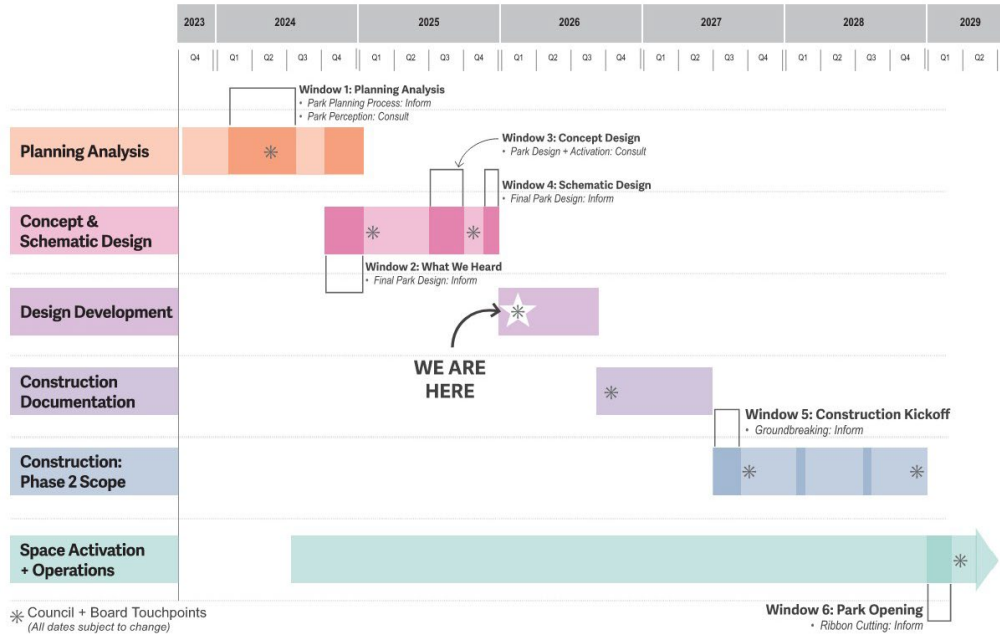 2023 2024 2025 2026 2027 2028 2029
Q4 Q1 Q2 Q3 Q4 Q1 Q2 Q3 Q4 Q1 Q2 Q3 Q4 Q1 Q2 Q3 Q4 Q1 Q2 Q3 Q4 Q1 Q2
Window 1: Planning Analysis
• Park Planning Process: Inform
• Park Perception: Consult
Planning Analysis
Window 3: Concept Design
• Park Design + Activation: Consult
Window 4: Schematic Design
• Final Park Design: Inform
Concept &
Schematic Design
Window 2: What We Heard
• Final Park Design: Inform
Design Development
WE ARE
HERE
Construction
Documentation
Window 5: Construction Kickoff
• Groundbreaking: Inform
Construction:
Phase 2 Scope
Space Activation
+ Operations
Window 6: Park Opening
• Ribbon Cutting: Inform
Council + Board Touchpoints
(All dates subject to change)